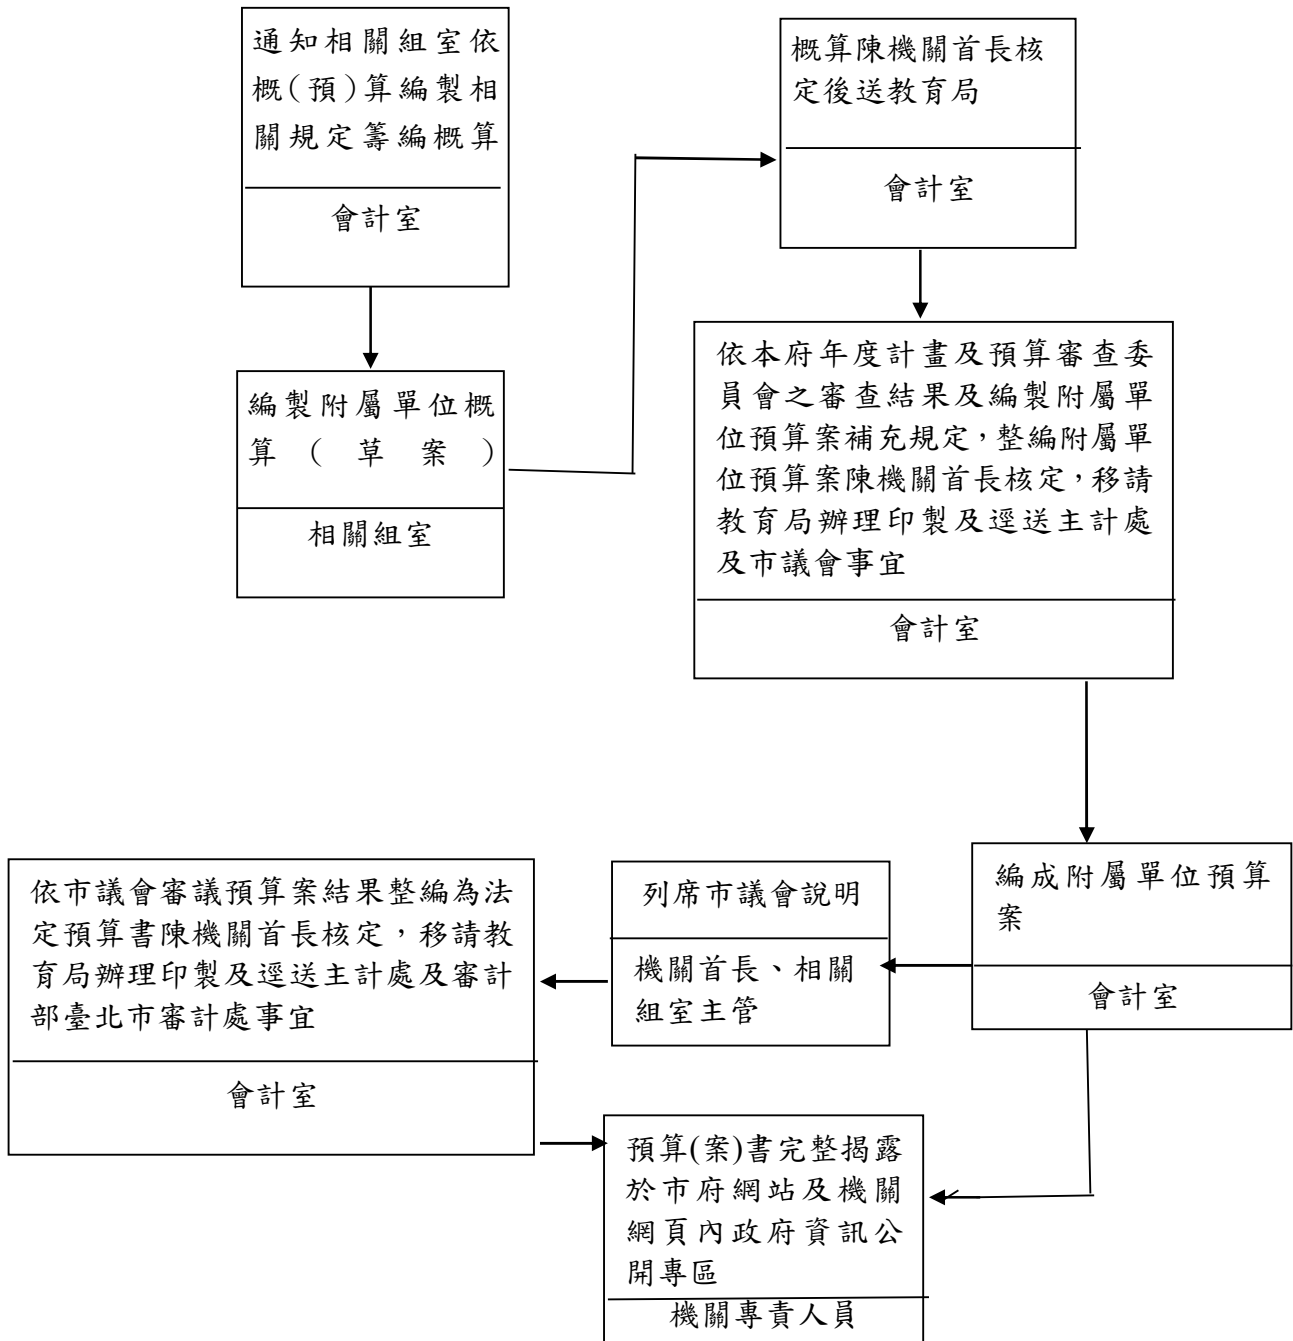 通知相關組室依
概(預)算編製相
關規定籌編概算
會計室
編製附屬單位概
算(草案)
相關組室
概算陳機關首長核
定後送教育局
會計室
依本府年度計畫及預算審查委
員會之審查結果及編製附屬單
位預算案補充規定,整編附屬單
位預算案陳機關首長核定,移請
教育局辦理印製及逕送主計處
及市議會事宜
會計室
編成附屬單位預算
案
會計室
列席市議會說明
機關首長、相關
組室主管
依市議會審議預算案結果整編為法
定預算書陳機關首長核定,移請教
育局辦理印製及逕送主計處及審計
部臺北市審計處事宜
會計室
預算(案)書完整揭露
於市府網站及機關
網頁內政府資訊公
開專區
機關專責人員